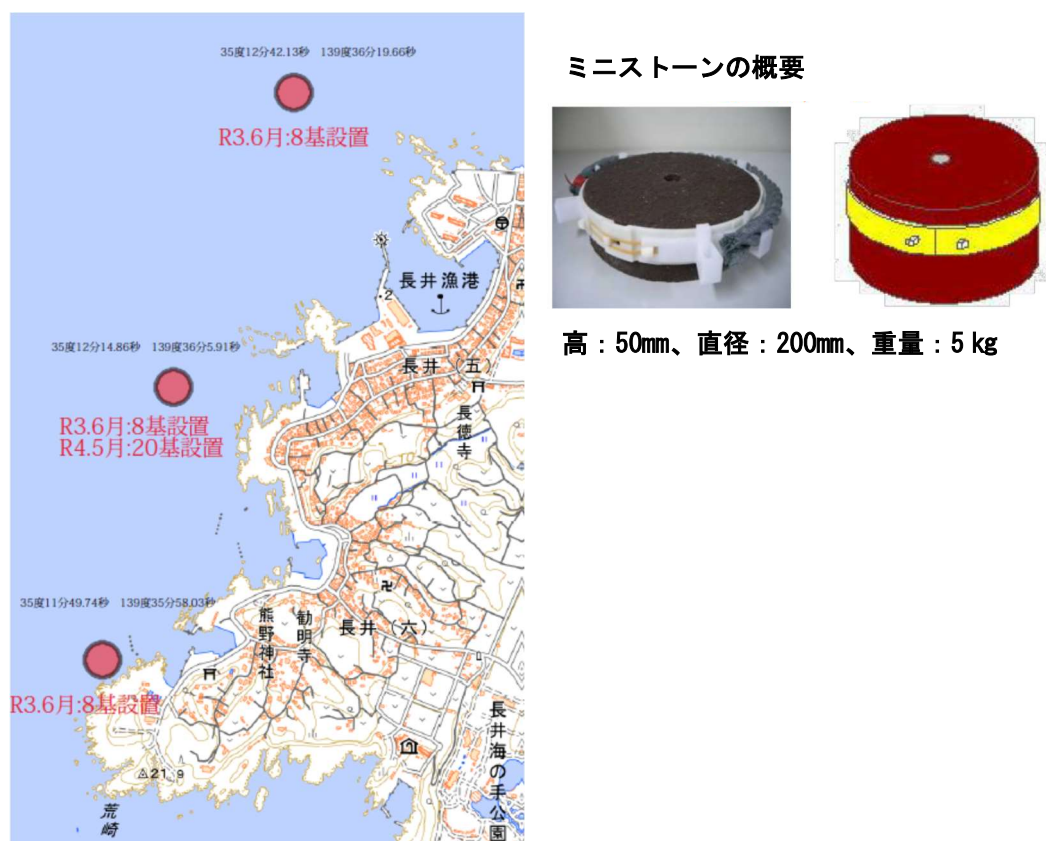 35度12分42.13秒 139度36分19.66秒
R3.6月:8基設置
長井漁港
2
35度12分14.86秒 139度36分5.91秒
R3.6月:8基設置
R4.5月:20基設置
長井(五)
長徳寺
35度11分49.74秒 139度35分58.03秒
R3.6月:8基設置
熊野神社
勧明寺
長井(六)
長井海の手公園
21.9
荒崎
ミニストーンの概要
高：50mm、直径：200mm、重量：5kg